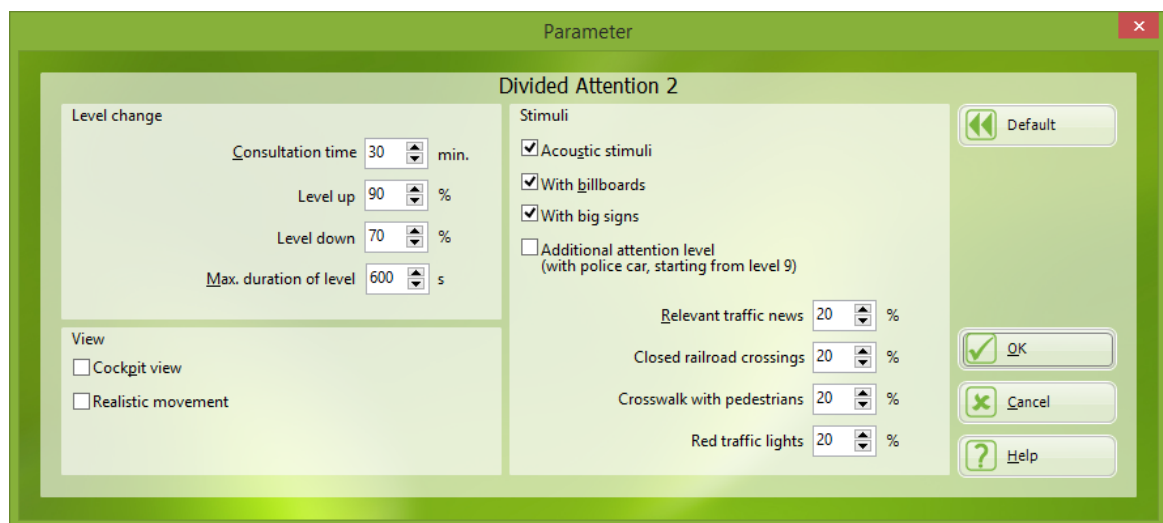 Parameter
Divided Attention 2
Level change
Consultation time 30 min.
Level up 90 %
Level down 70 %
Max. duration of level 600 s
View
Cockpit view
Realistic movement
Stimuli
Acoustic stimuli
With billboards
With big signs
Additional attention level
(with police car, starting from level 9)
Relevant traffic news 20 %
Closed railroad crossings 20 %
Crosswalk with pedestrians 20 %
Red traffic lights 20 %
Default
OK
Cancel
? Help